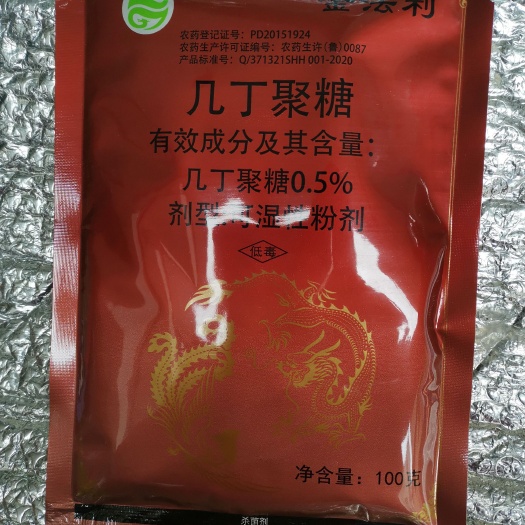 农药登记证号：PD20151924
农药生产许可证编号：农药生许（鲁）0087
产品标准号：Q/371321SHH 001-2020
几丁聚糖
有效成分及其含量：
几丁聚糖0.5%
剂型:可湿性粉剂
低毒
净含量：100克
杀菌剂